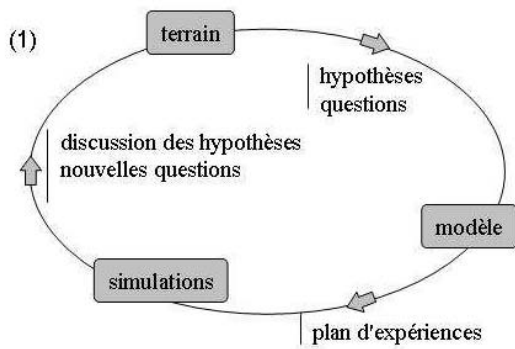 (1)
terrain
hypothèses
questions
modèle
plan d'expériences
simulations
discussion des hypothèses
nouvelles questions